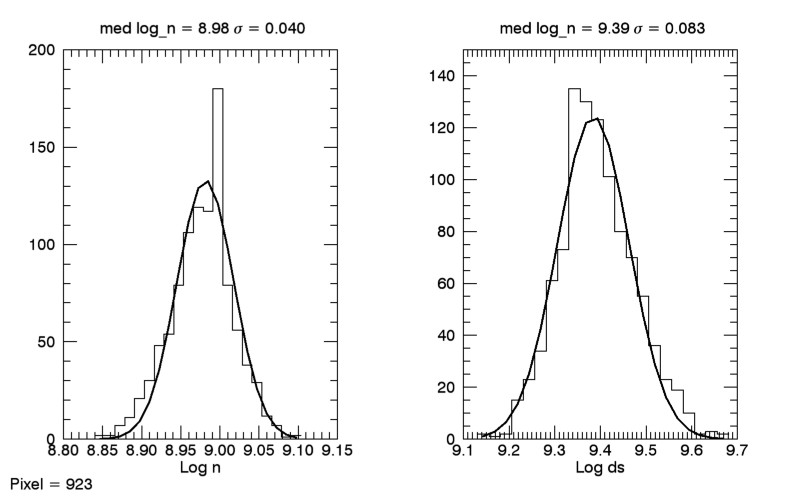 med log_n = 8.98 σ = 0.040
med log_n = 9.39 σ = 0.083
200
150
100
50
0
8.80 8.85 8.90 8.95 9.00 9.05 9.10 9.15
Log n
140
120
100
80
60
40
20
0
9.1 9.2 9.3 9.4 9.5 9.6 9.7
Log ds
Pixel = 923